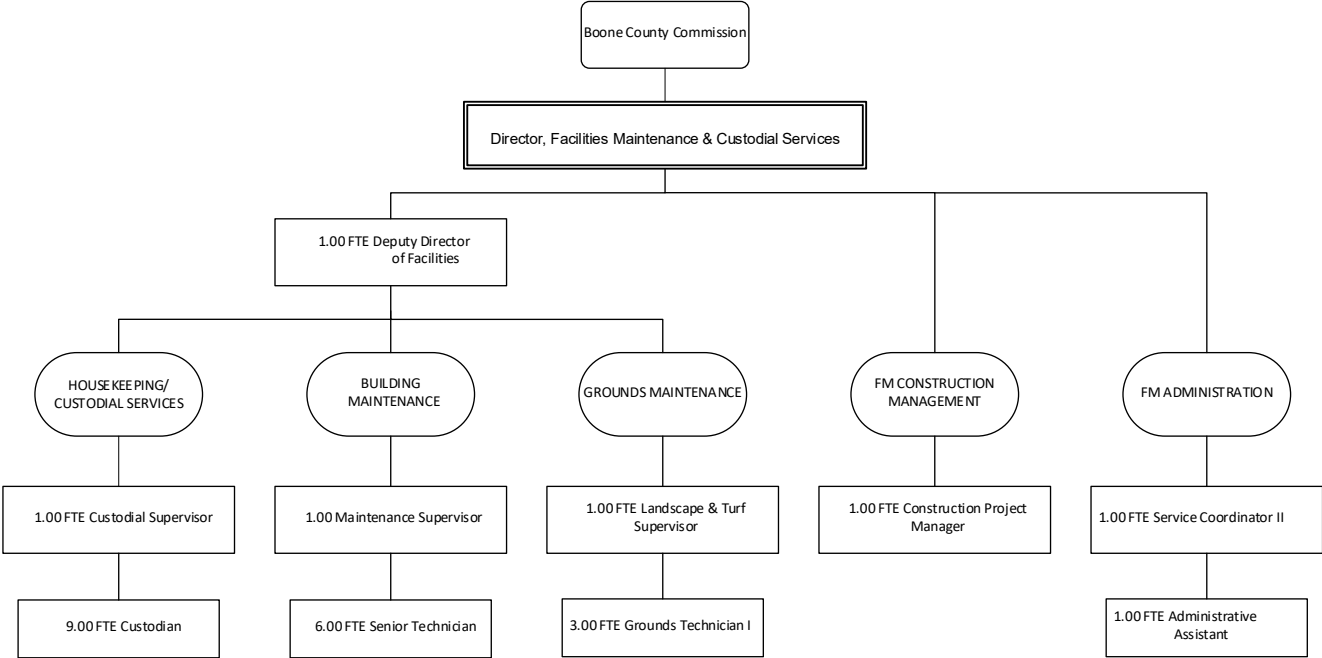 Boone County Commission
Director, Facilities Maintenance & Custodial Services
1.00 FTE Deputy Director
of Facilities
HOUSEKEEPING/
CUSTODIAL SERVICES
BUILDING
MAINTENANCE
GROUNDS MAINTENANCE
FM CONSTRUCTION
MANAGEMENT
FM ADMINISTRATION
1.00 FTE Custodial Supervisor
1.00 Maintenance Supervisor
1.00 FTE Landscape & Turf
Supervisor
1.00 FTE Construction Project
Manager
1.00 FTE Service Coordinator II
9.00 FTE Custodian
6.00 FTE Senior Technician
3.00 FTE Grounds Technician I
1.00 FTE Administrative
Assistant